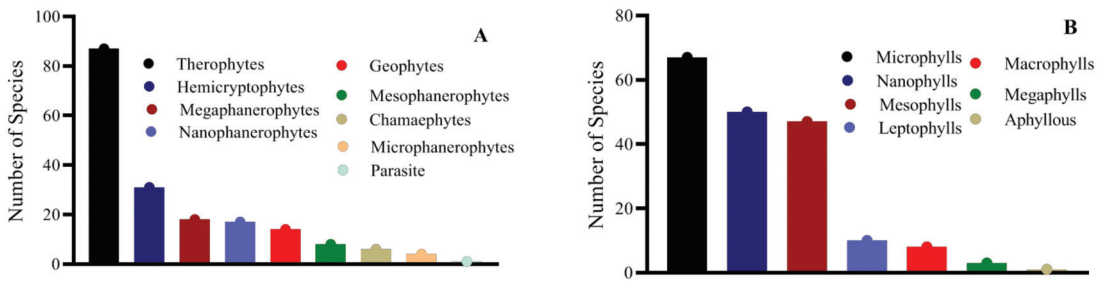 A
Number of Species
100
80
60
40
20
0
Therophytes
Hemicryptophytes
Megaphanerophytes
Nanophanerophytes
Geophytes
Mesophanerophytes
Chamaephytes
Microphanerophytes
Parasite
B
Number of Species
80
60
40
20
0
Microphylls
Nanophylls
Mesophylls
Leptophylls
Macrophylls
Megaphylls
Aphyllous